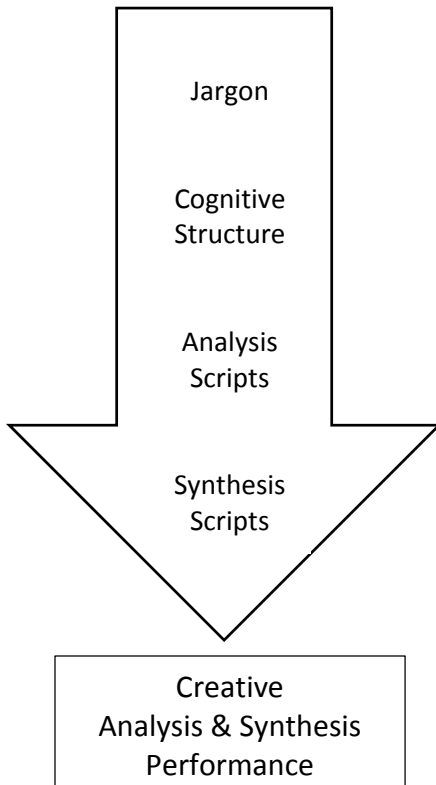 Jargon
Cognitive
Structure
Analysis
Scripts
Synthesis
Scripts
Creative
Analysis & Synthesis
Performance